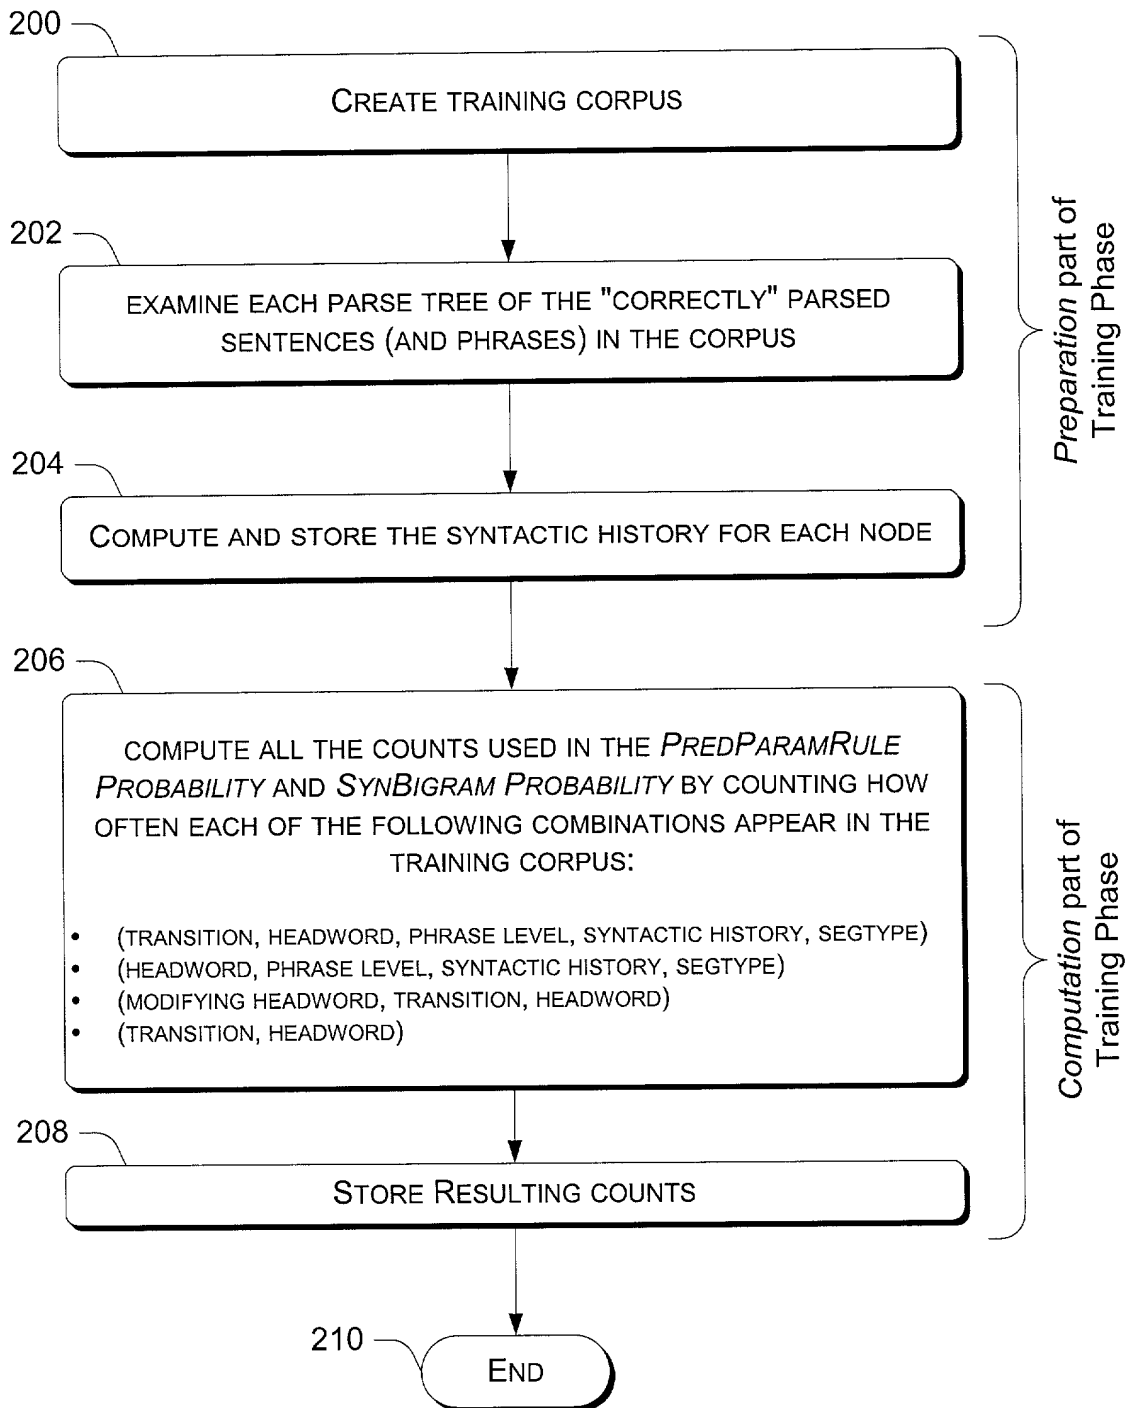 200
CREATE TRAINING CORPUS
202
EXAMINE EACH PARSE TREE OF THE "CORRECTLY" PARSED
SENTENCES (AND PHRASES) IN THE CORPUS
204
COMPUTE AND STORE THE SYNTACTIC HISTORY FOR EACH NODE
Preparation part of
Training Phase
206
COMPUTE ALL THE COUNTS USED IN THE PREDPARAMRULE
PROBABILITY AND SYNBIGRAM PROBABILITY BY COUNTING HOW
OFTEN EACH OF THE FOLLOWING COMBINATIONS APPEAR IN THE
TRAINING CORPUS:
• (TRANSITION, HEADWORD, PHRASE LEVEL, SYNTACTIC HISTORY, SEGTYPE)
• (HEADWORD, PHRASE LEVEL, SYNTACTIC HISTORY, SEGTYPE)
• (MODIFYING HEADWORD, TRANSITION, HEADWORD)
• (TRANSITION, HEADWORD)
208
STORE RESULTING COUNTS
Computation part of
Training Phase
210
END